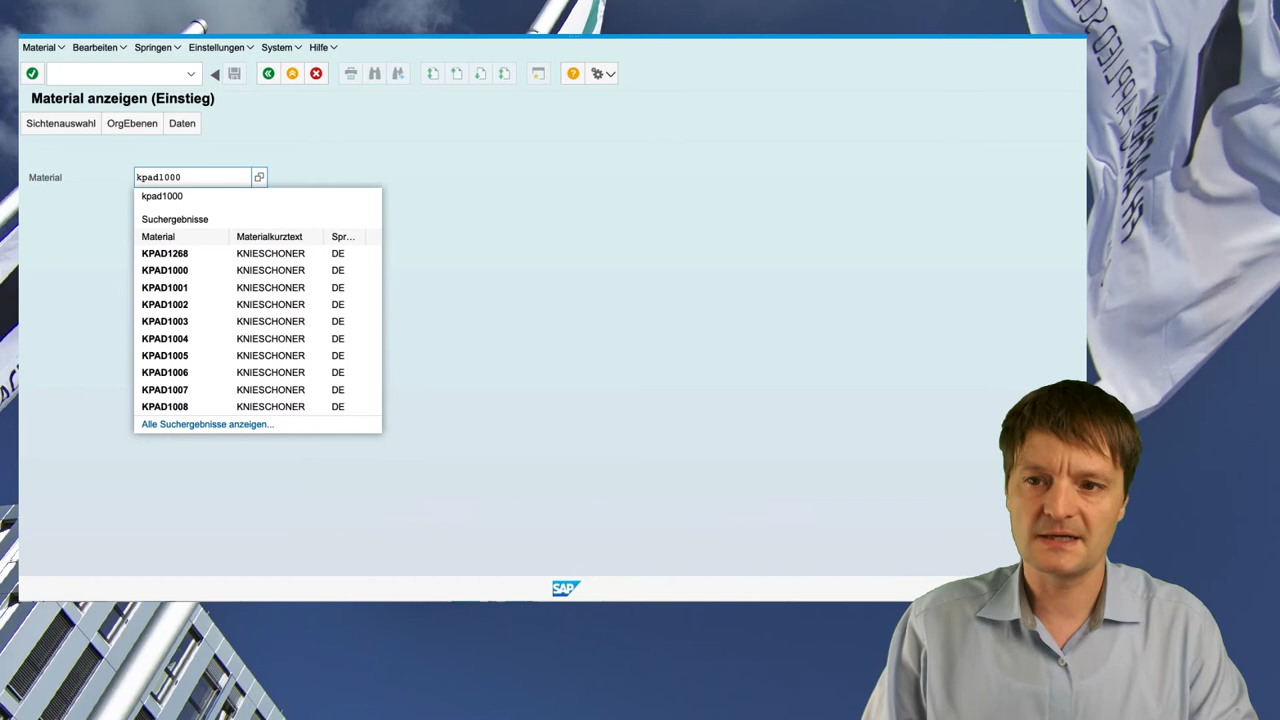 Material Bearbeiten Springen Einstellungen System Hilfe
Material anzeigen (Einstieg)
Sichtenauswahl OrgEbenen Daten
Material kpad1000
kpad1000
Suchergebnisse
Material Materialkurztext Spr...
KPAD1268 KNIESCHONER DE
KPAD1000 KNIESCHONER DE
KPAD1001 KNIESCHONER DE
KPAD1002 KNIESCHONER DE
KPAD1003 KNIESCHONER DE
KPAD1004 KNIESCHONER DE
KPAD1005 KNIESCHONER DE
KPAD1006 KNIESCHONER DE
KPAD1007 KNIESCHONER DE
KPAD1008 KNIESCHONER DE
Alle Suchergebnisse anzeigen...
SAP